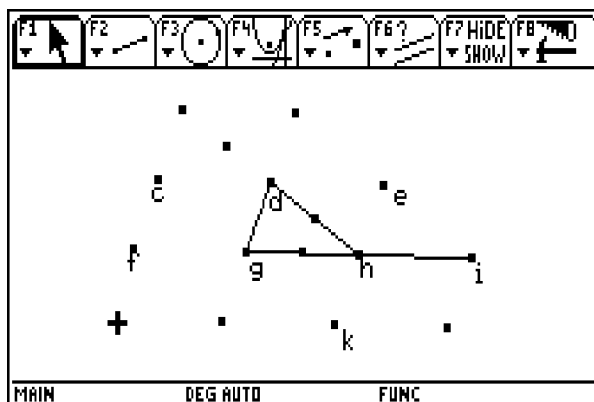 F1 F2 F3 F4 F5 F6 ? F7 HIDE SHOW F8
c d e
f g h i
k
MAIN DEG AUTO FUNC